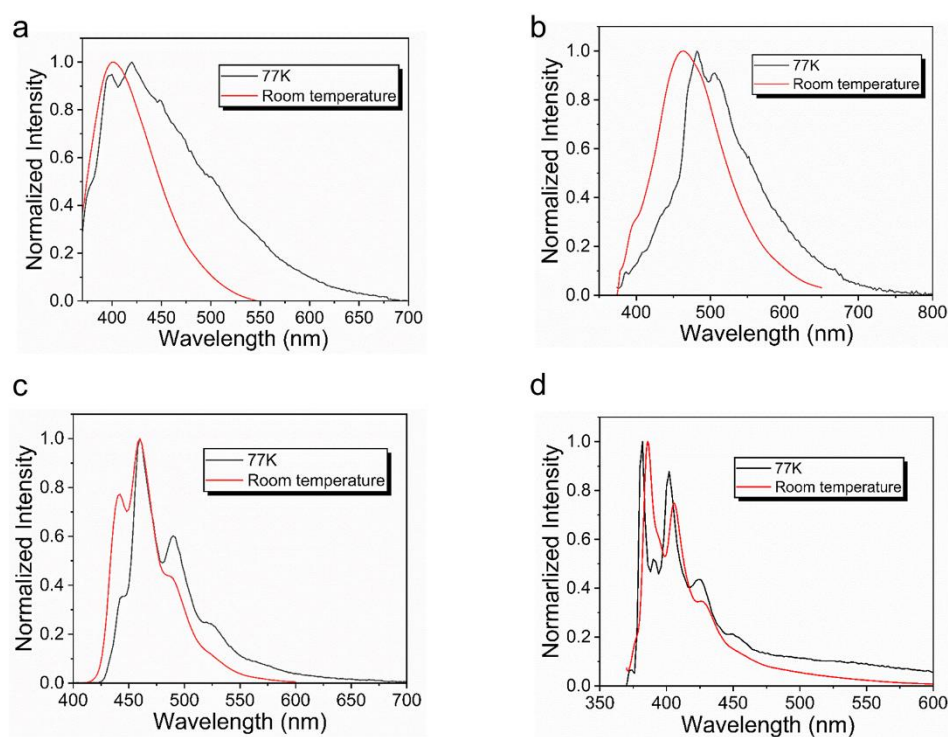 a
1.0
0.8
0.6
0.4
0.2
0.0
Normalized Intensity
77K
Room temperature
400 450 500 550 600 650 700
Wavelength (nm)
b
1.0
0.8
0.6
0.4
0.2
0.0
Normalized Intensity
77K
Room temperature
400 500 600 700 800
Wavelength (nm)
c
1.0
0.8
0.6
0.4
0.2
0.0
Normalized Intensity
77K
Room temperature
400 450 500 550 600 650 700
Wavelength (nm)
d
1.0
0.8
0.6
0.4
0.2
0.0
Normarlized Intensity
77K
Room temperature
350 400 450 500 550 600
Wavelength (nm)